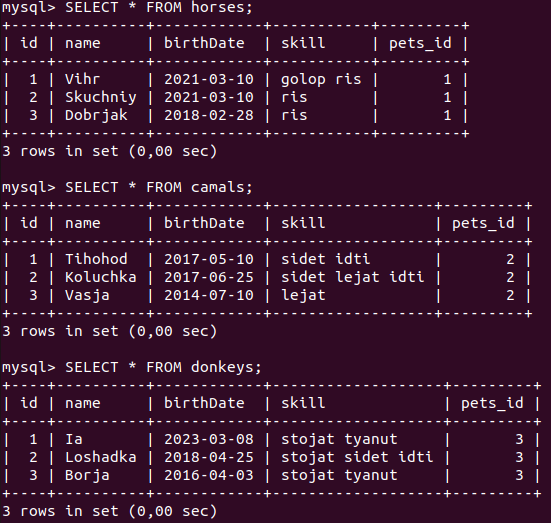 mysql> SELECT * FROM horses;
+----+----------+------------+-----------+---------+
| id | name     | birthDate  | skill     | pets_id |
+----+----------+------------+-----------+---------+
|  1 | Vihr     | 2021-03-10 | golop ris |       1 |
|  2 | Skuchniy | 2021-03-10 | ris       |       1 |
|  3 | Dobrjak  | 2018-02-28 | ris       |       1 |
+----+----------+------------+-----------+---------+
3 rows in set (0,00 sec)
mysql> SELECT * FROM camals;
+----+----------+------------+------------------+---------+
| id | name     | birthDate  | skill            | pets_id |
+----+----------+------------+------------------+---------+
|  1 | Tihohod  | 2017-05-10 | sidet idti       |       2 |
|  2 | Koluchka | 2017-06-25 | sidet lejat idti |       2 |
|  3 | Vasja    | 2014-07-10 | lejat            |       2 |
+----+----------+------------+------------------+---------+
3 rows in set (0,00 sec)
mysql> SELECT * FROM donkeys;
+----+----------+------------+-------------------+---------+
| id | name     | birthDate  | skill             | pets_id |
+----+----------+------------+-------------------+---------+
|  1 | Ia       | 2023-03-08 | stojat tyanut     |       3 |
|  2 | Loshadka | 2018-04-25 | stojat sidet idti |       3 |
|  3 | Borja    | 2016-04-03 | stojat tyanut     |       3 |
+----+----------+------------+-------------------+---------+
3 rows in set (0,00 sec)